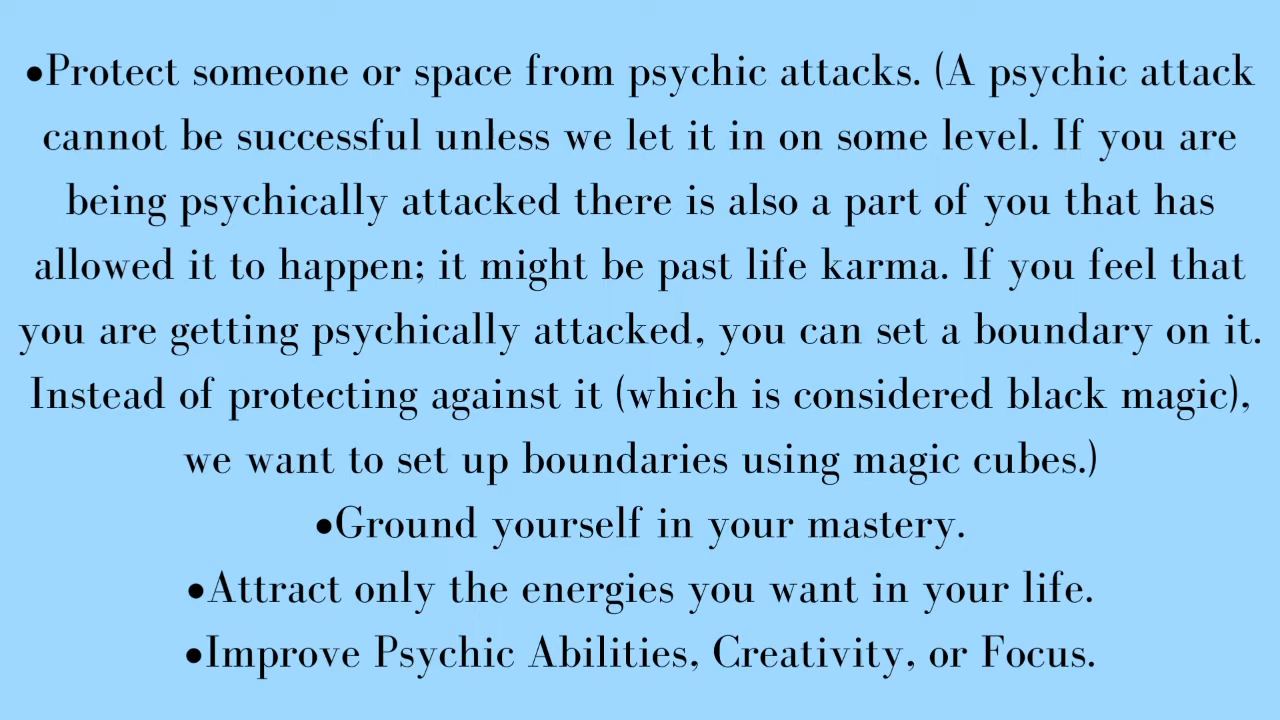 •Protect someone or space from psychic attacks. (A psychic attack
cannot be successful unless we let it in on some level. If you are
being psychically attacked there is also a part of you that has
allowed it to happen; it might be past life karma. If you feel that
you are getting psychically attacked, you can set a boundary on it.
Instead of protecting against it (which is considered black magic),
we want to set up boundaries using magic cubes.)
•Ground yourself in your mastery.
•Attract only the energies you want in your life.
•Improve Psychic Abilities, Creativity, or Focus.